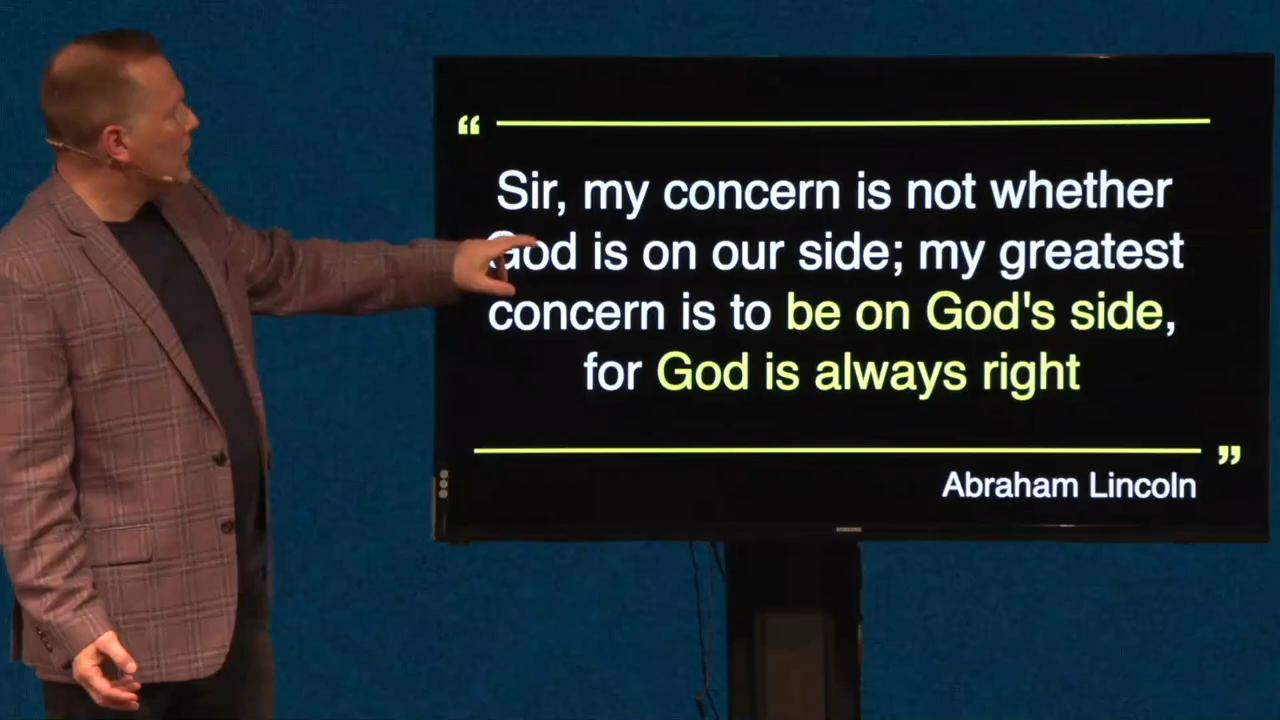 “
Sir, my concern is not whether
God is on our side; my greatest
concern is to be on God's side,
for God is always right
”
Abraham Lincoln